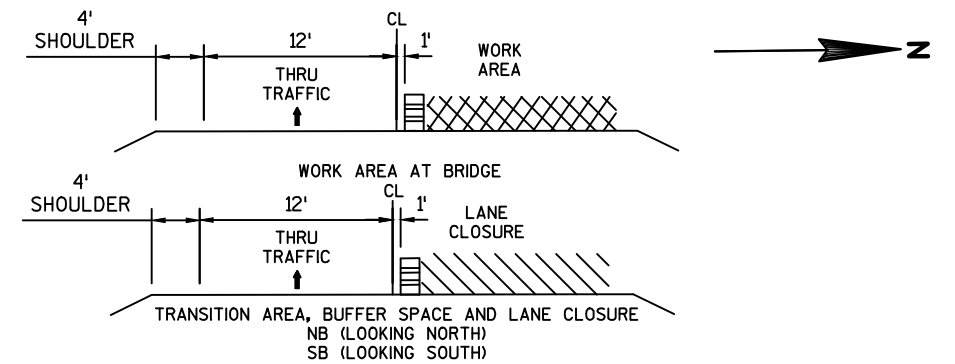 4'
SHOULDER
12'
CL
1'
WORK
AREA
THRU
TRAFFIC
N
WORK AREA AT BRIDGE
4'
SHOULDER
12'
CL
1'
LANE
CLOSURE
THRU
TRAFFIC
TRANSITION AREA, BUFFER SPACE AND LANE CLOSURE
NB (LOOKING NORTH)
SB (LOOKING SOUTH)